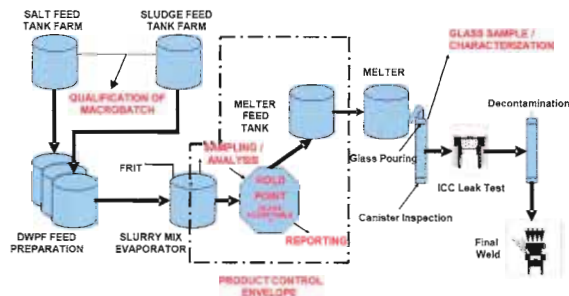 SALT FEED
TANK FARM
SLUDGE FEED
TANK FARM
GLASS SAMPLE /
CHARACTERIZATION
QUALIFICATION OF
MACROBATCH
MELTER
FEED
TANK
MELTER
Decontamination
SAMPLING /
ANALYSIS
FRIT
Glass Pouring
HOLD
POINT
ICC Leak Test
Canister Inspection
REPORTING
DWPF FEED
PREPARATION
SLURRY MIX
EVAPORATOR
Final
Weld
PRODUCT CONTROL
ENVELOPE